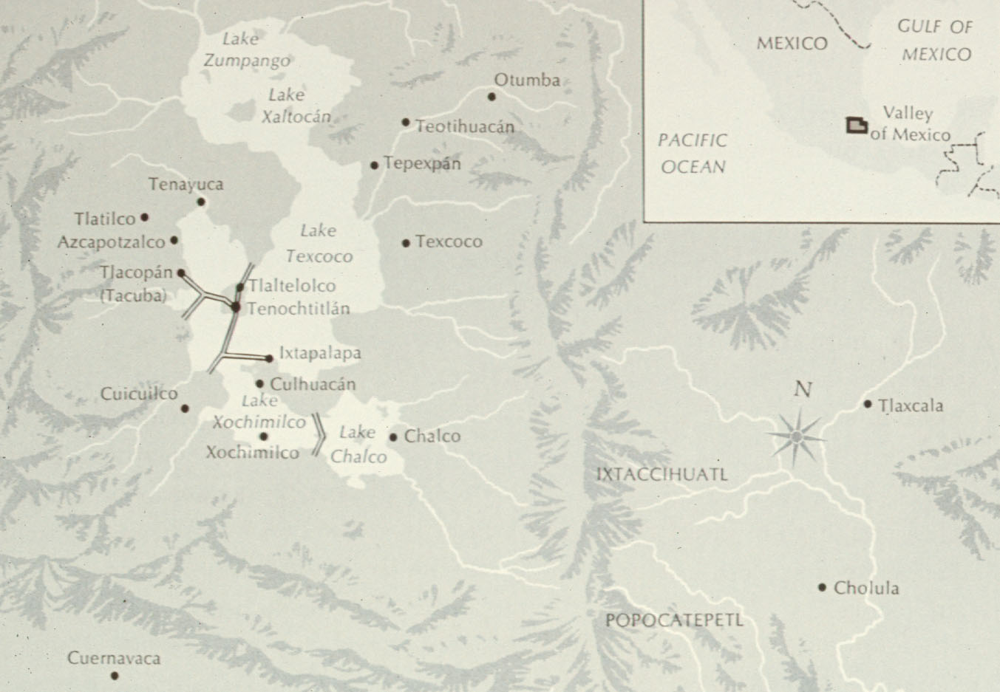 Lake
Zumpango
Lake
Xaltocán
Otumba
Teotihuacán
Tepexpán
Tenayuca
Tlatilco
Azcapotzalco
Lake
Texcoco
Texcoco
Tlacopán
(Tacuba)
Tlaltelolco
Tenochtitlán
Ixtapalapa
Culhuacán
Cuicuilco
Lake
Xochimilco
Xochimilco
Lake
Chalco
Chalco
IXTACCIHUATL
N
Tlaxcala
Cholula
POPOCATEPETL
Cuernavaca
MEXICO
GULF OF
MEXICO
Valley
of Mexico
PACIFIC
OCEAN